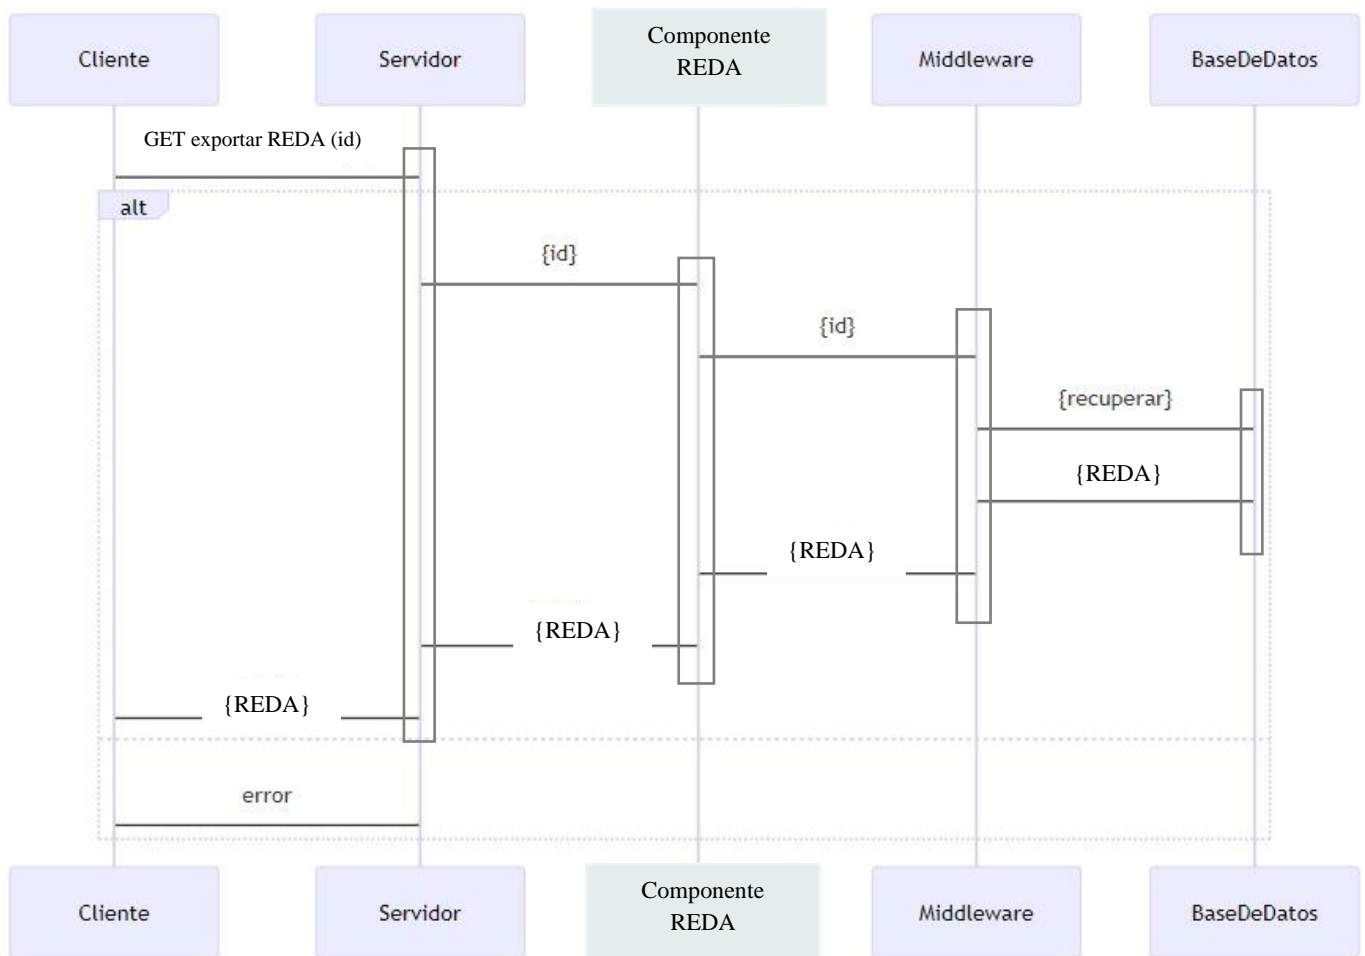 Cliente
Servidor
Componente
REDA
Middleware
BaseDeDatos
GET exportar REDA (id)
alt
{id}
{id}
{recuperar}
{REDA}
{REDA}
{REDA}
{REDA}
error
Cliente
Servidor
Componente
REDA
Middleware
BaseDeDatos